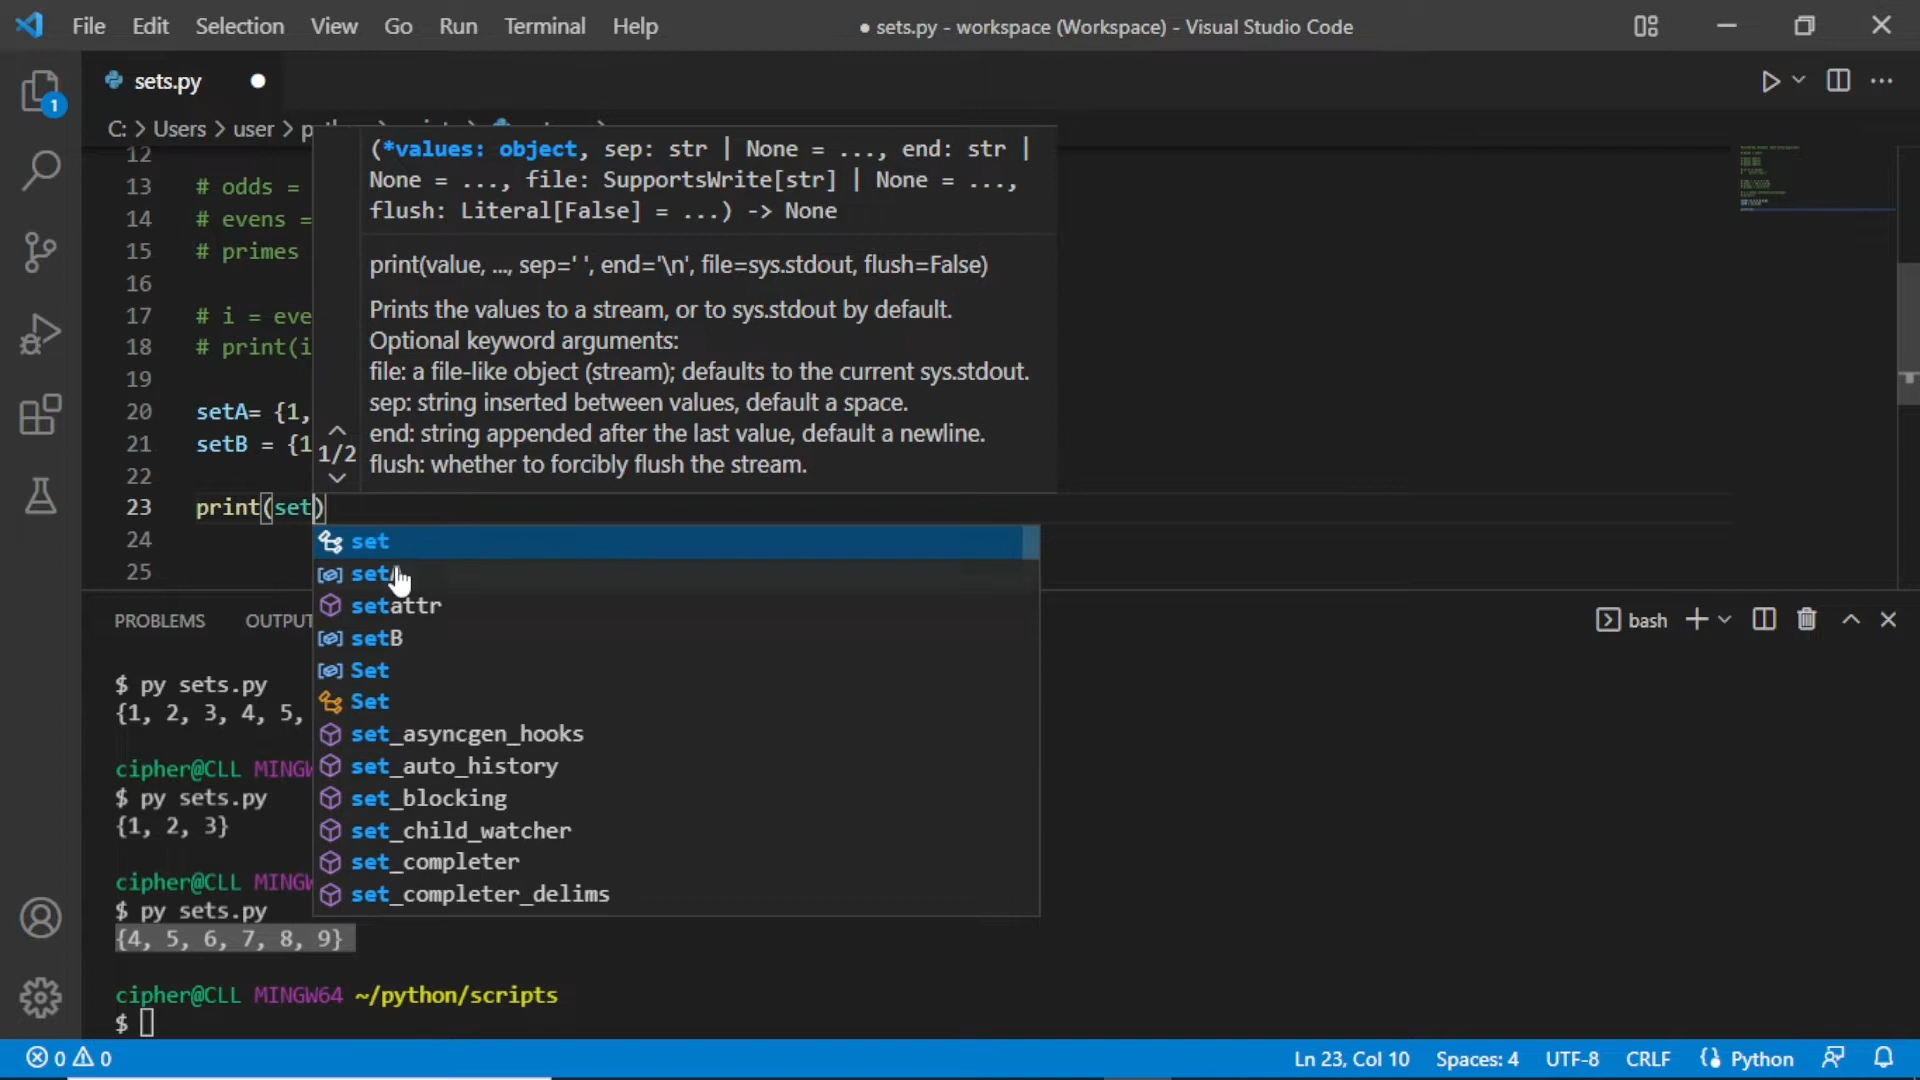 File Edit Selection View Go Run Terminal Help
● sets.py - workspace (Workspace) - Visual Studio Code
sets.py
C: > Users > user >
12
13 # odds =
14 # evens =
15 # primes
16
17 # i = eve
18 # print(i
19
20 setA= {1,
21 setB = {1
22
23 print(set)
24
25
(*values: object, sep: str | None = ..., end: str |
None = ..., file: SupportsWrite[str] | None = ...,
flush: Literal[False] = ...) -> None
print(value, ..., sep=' ', end='\n', file=sys.stdout, flush=False)
Prints the values to a stream, or to sys.stdout by default.
Optional keyword arguments:
file: a file-like object (stream); defaults to the current sys.stdout.
sep: string inserted between values, default a space.
end: string appended after the last value, default a newline.
flush: whether to forcibly flush the stream.
1/2
set
setattr
setB
Set
Set
set_asyncgen_hooks
set_auto_history
set_blocking
set_child_watcher
set_completer
set_completer_delims
1
PROBLEMS OUTPUT
bash
$ py sets.py
{1, 2, 3, 4, 5,
cipher@CLL MINGW
$ py sets.py
{1, 2, 3}
cipher@CLL MINGW
$ py sets.py
{4, 5, 6, 7, 8, 9}
cipher@CLL MINGW64 ~/python/scripts
$
0 0
Ln 23, Col 10 Spaces: 4 UTF-8 CRLF Python